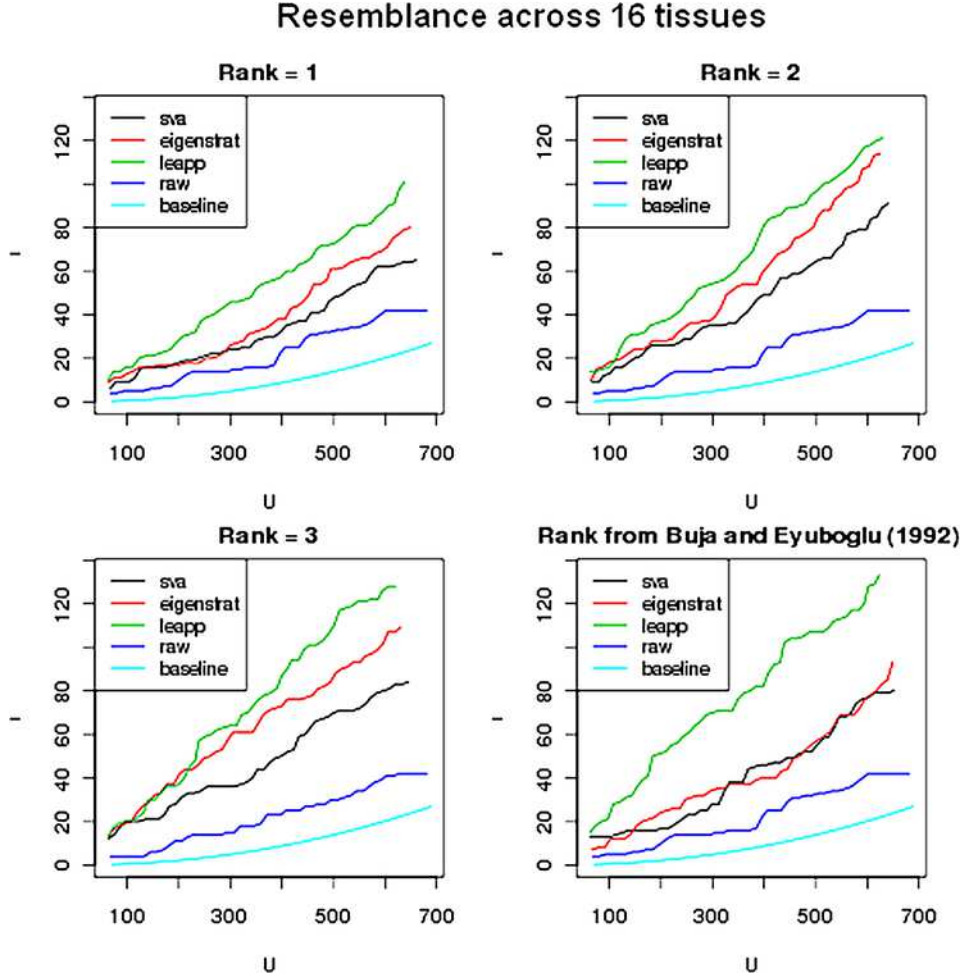 Resemblance across 16 tissues
Rank = 1
sva
eigenstrat
leapp
raw
baseline
0 20 40 60 80 120
I
100 300 500 700
U
Rank = 2
sva
eigenstrat
leapp
raw
baseline
0 20 40 60 80 120
I
100 300 500 700
U
Rank = 3
sva
eigenstrat
leapp
raw
baseline
0 20 40 60 80 120
I
100 300 500 700
U
Rank from Buja and Eyuboglu (1992)
sva
eigenstrat
leapp
raw
baseline
0 20 40 60 80 120
I
100 300 500 700
U